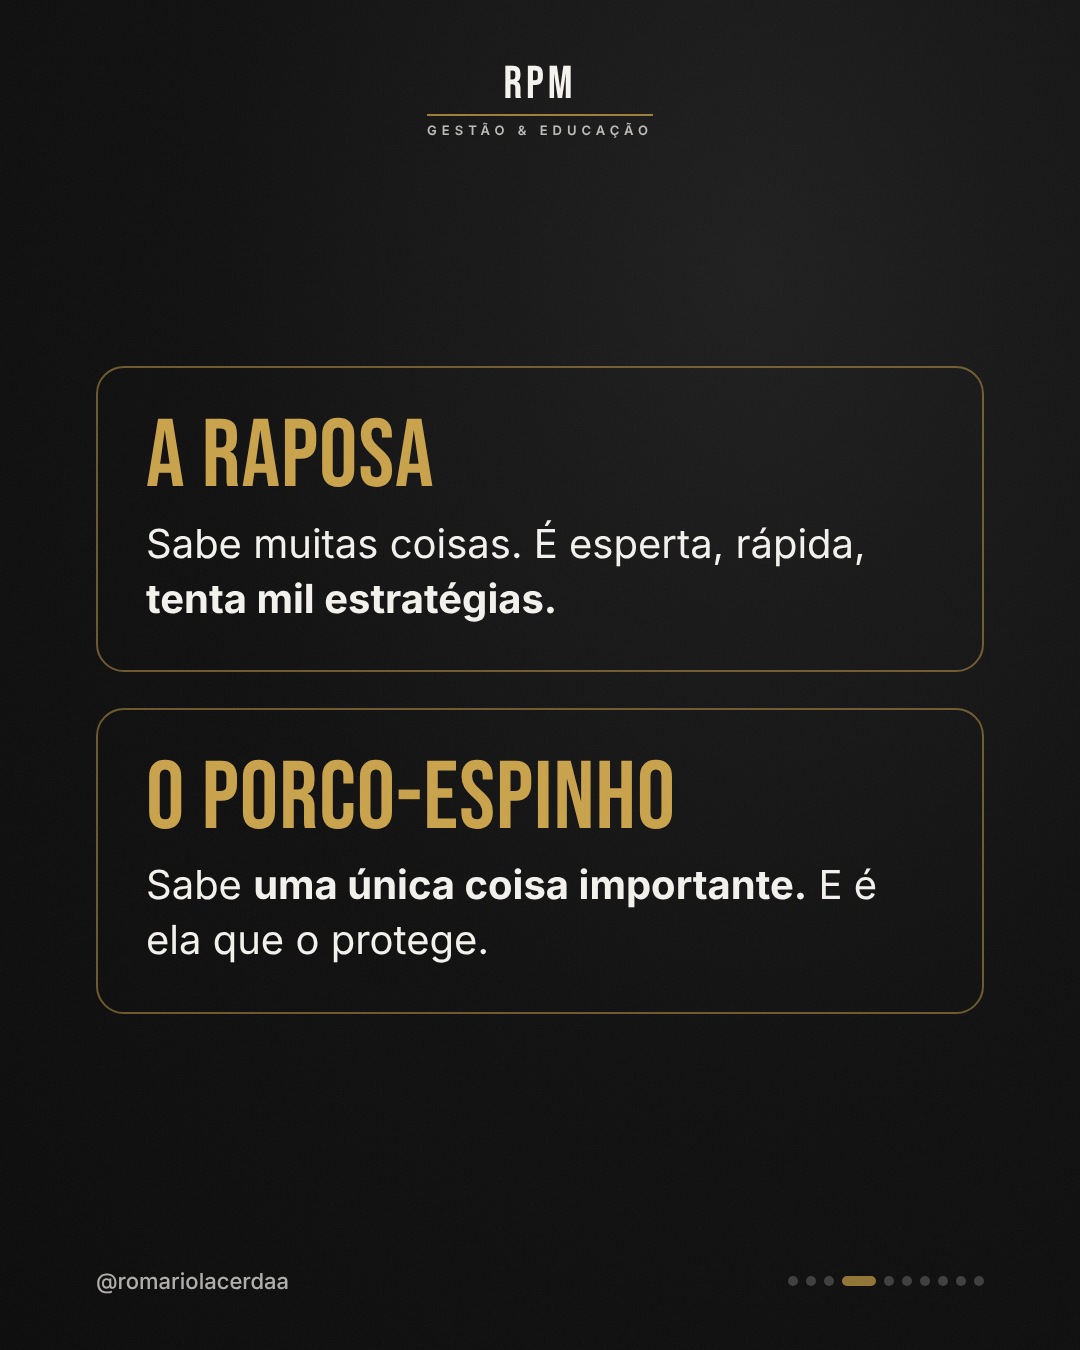 RPM
GESTÃO & EDUCAÇÃO
A RAPOSA
Sabe muitas coisas. É esperta, rápida,
tenta mil estratégias.
O PORCO-ESPINHO
Sabe uma única coisa importante. E é
ela que o protege.
@romariolacerdaa